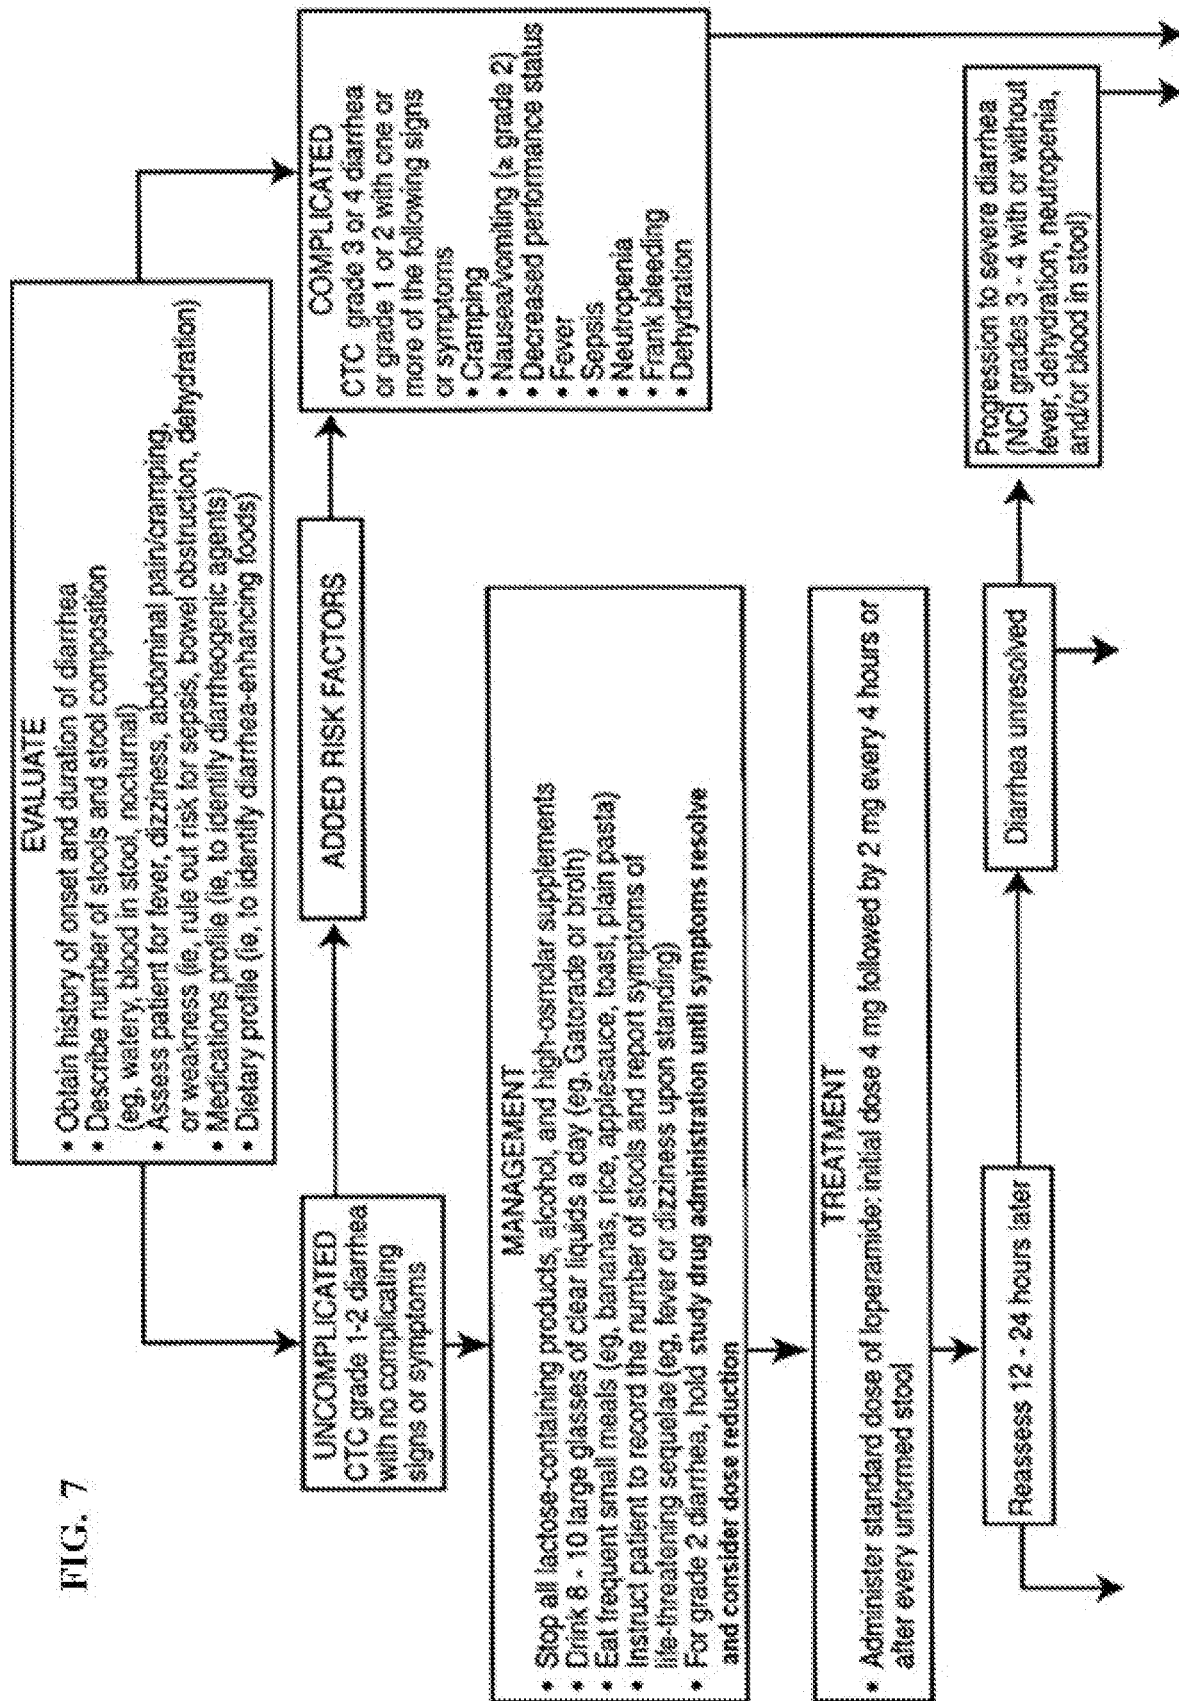 FIG. 7
EVALUATE
• Obtain history of onset and duration of diarrhea
• Describe number of stools and stool composition
(eg, watery, blood in stool, nocturnal)
• Assess patient for fever, dizziness, abdominal pain/cramping,
or weakness (ie, rule out risk for sepsis, bowel obstruction, dehydration)
• Medications profile (ie, to identify diarrheogenic agents)
• Dietary profile (ie, to identify diarrhea-enhancing foods)
UNCOMPLICATED
CTC grade 1-2 diarrhea
with no complicating
signs or symptoms
ADDED RISK FACTORS
COMPLICATED
CTC grade 3 or 4 diarrhea
or grade 1 or 2 with one or
more of the following signs
or symptoms
• Cramping
• Nausea/vomiting (≥ grade 2)
• Decreased performance status
• Fever
• Sepsis
• Neutropenia
• Frank bleeding
• Dehydration
MANAGEMENT
• Stop all lactose-containing products, alcohol, and high-osmolar supplements
• Drink 8 - 10 large glasses of clear liquids a day (eg. Gatorade or broth)
• Eat frequent small meals (eg, bananas, rice, applesauce, toast, plain pasta)
• Instruct patient to record the number of stools and report symptoms of
life-threatening sequelae (eg, fever or dizziness upon standing)
• For grade 2 diarrhea, hold study drug administration until symptoms resolve
and consider dose reduction
TREATMENT
• Administer standard dose of loperamide: initial dose 4 mg followed by 2 mg every 4 hours or
after every unformed stool
Reassess 12 - 24 hours later
Diarrhea unresolved
Progression to severe diarrhea
(NCI grades 3 - 4 with or without
fever, dehydration, neutropenia,
and/or blood in stool)